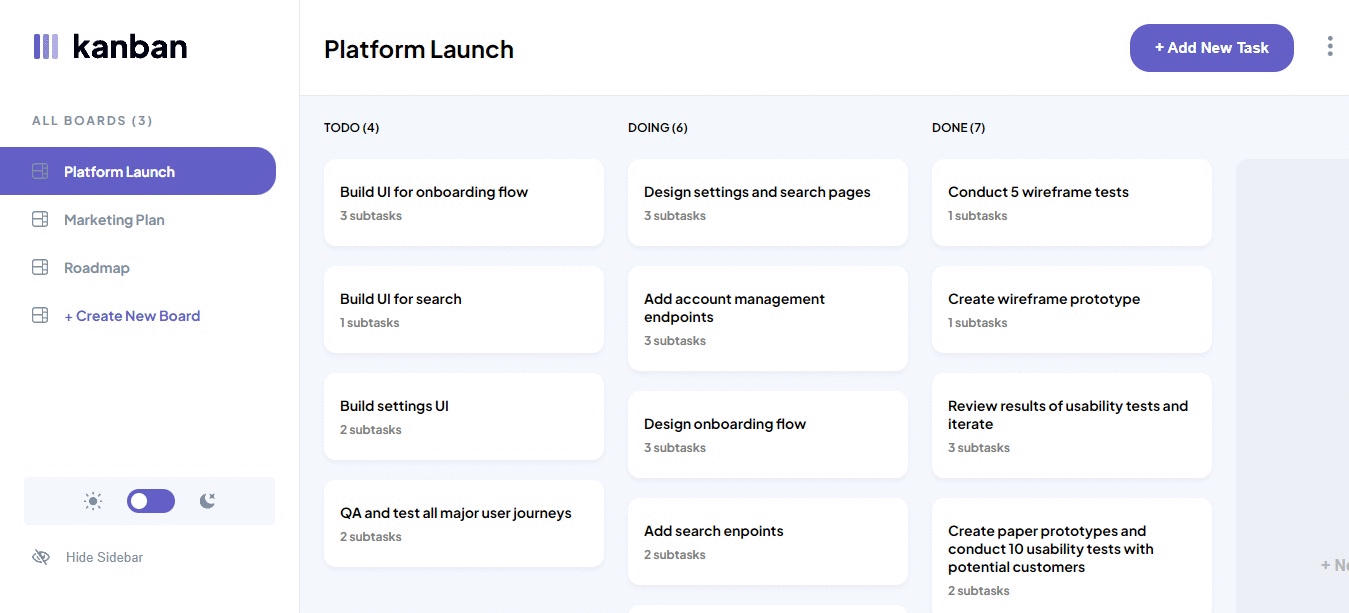 kanban
Platform Launch
+ Add New Task
ALL BOARDS (3)
Platform Launch
Marketing Plan
Roadmap
+ Create New Board
Hide Sidebar
TODO (4)
Build UI for onboarding flow
3 subtasks
Build UI for search
1 subtasks
Build settings UI
2 subtasks
QA and test all major user journeys
2 subtasks
DOING (6)
Design settings and search pages
3 subtasks
Add account management
endpoints
3 subtasks
Design onboarding flow
3 subtasks
Add search enpoints
2 subtasks
DONE (7)
Conduct 5 wireframe tests
1 subtasks
Create wireframe prototype
1 subtasks
Review results of usability tests and
iterate
3 subtasks
Create paper prototypes and
conduct 10 usability tests with
potential customers
2 subtasks